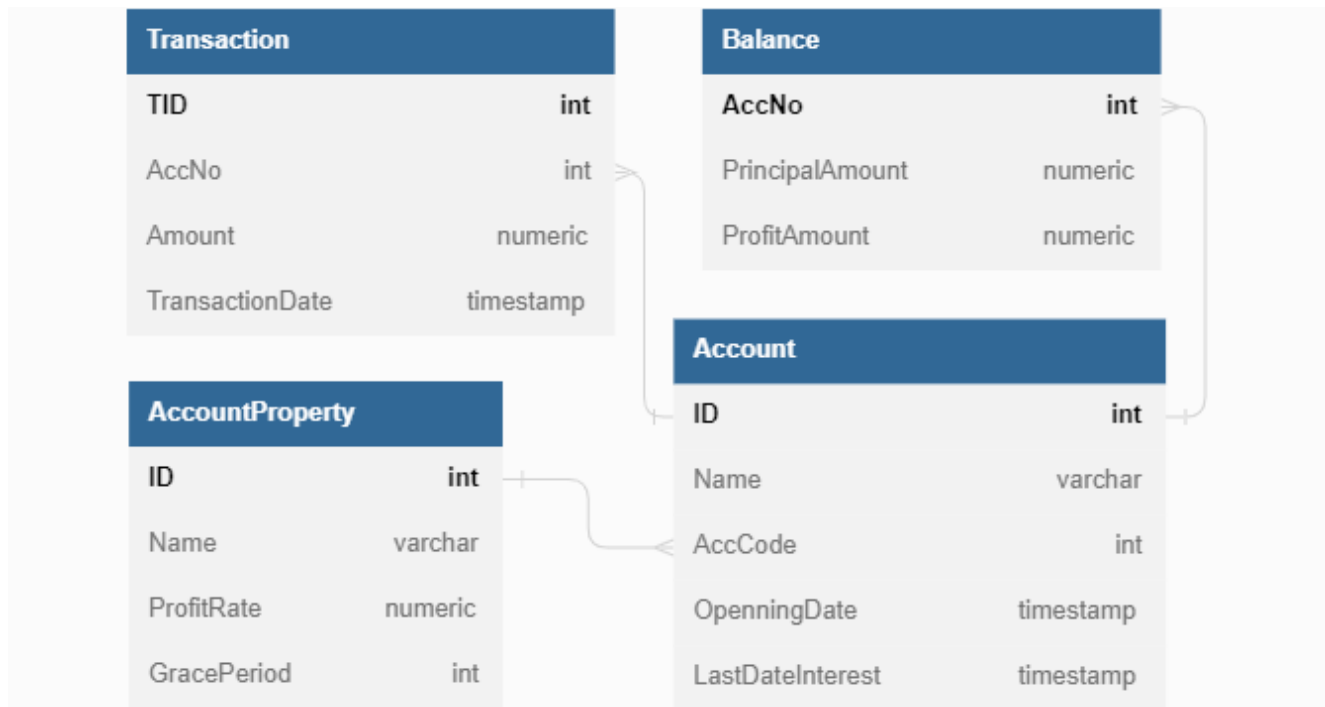 Transaction
TID int
AccNo int
Amount numeric
TransactionDate timestamp
Balance
AccNo int
PrincipalAmount numeric
ProfitAmount numeric
AccountProperty
ID int
Name varchar
ProfitRate numeric
GracePeriod int
Account
ID int
Name varchar
AccCode int
OpenningDate timestamp
LastDateInterest timestamp